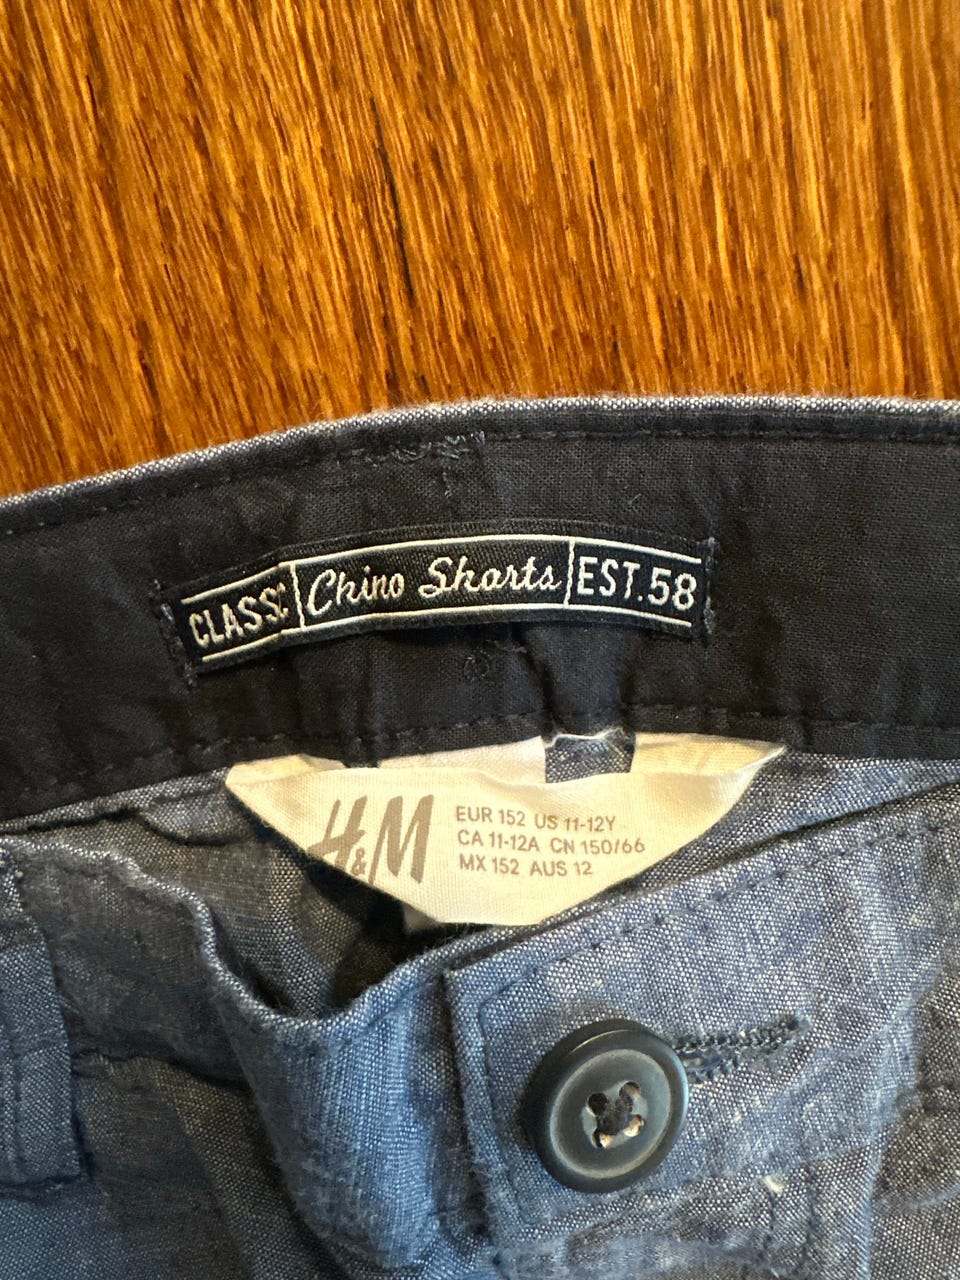 CLASSIC Chino Shorts EST.58
H&M
EUR 152 US 11-12Y
CA 11-12A CN 150/66
MX 152 AUS 12